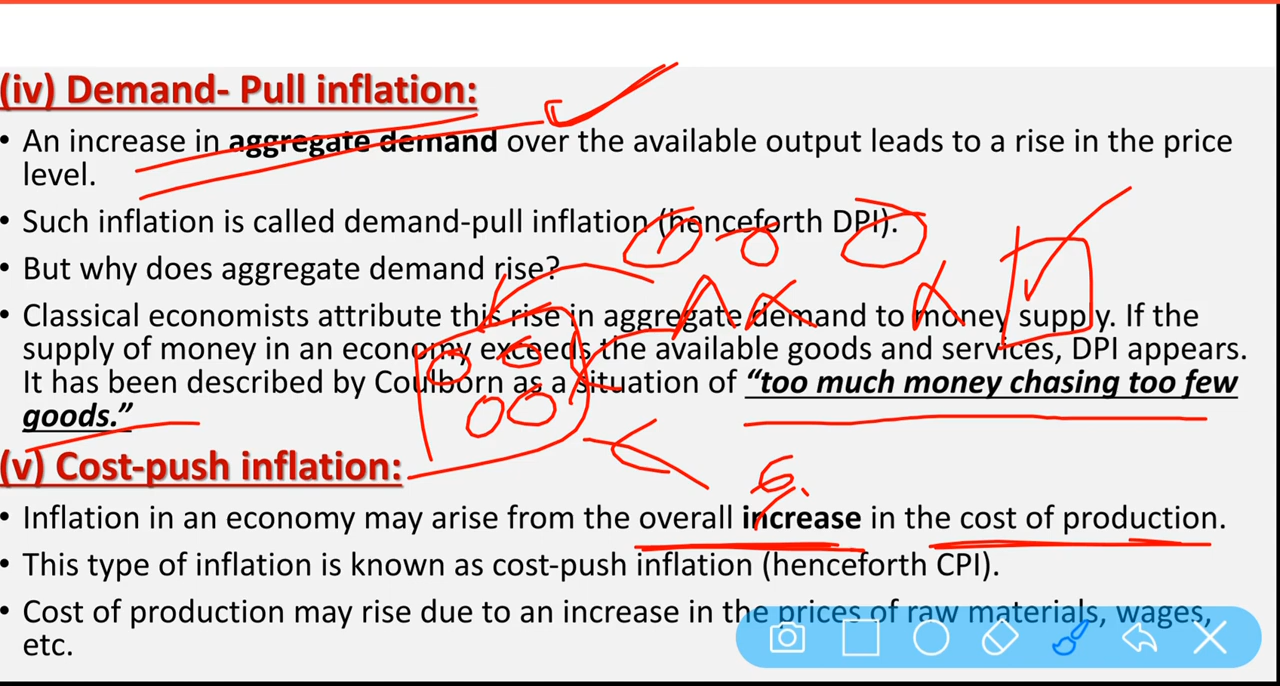 (iv) Demand- Pull inflation:
• An increase in aggregate demand over the available output leads to a rise in the price
level.
• Such inflation is called demand-pull inflation (henceforth DPI).
• But why does aggregate demand rise?
• Classical economists attribute this rise in aggregate demand to money supply. If the
supply of money in an economy exceeds the available goods and services, DPI appears.
It has been described by Coulborn as a situation of “too much money chasing too few
goods.”
(v) Cost-push inflation:
• Inflation in an economy may arise from the overall increase in the cost of production.
• This type of inflation is known as cost-push inflation (henceforth CPI).
• Cost of production may rise due to an increase in the prices of raw materials, wages,
etc.